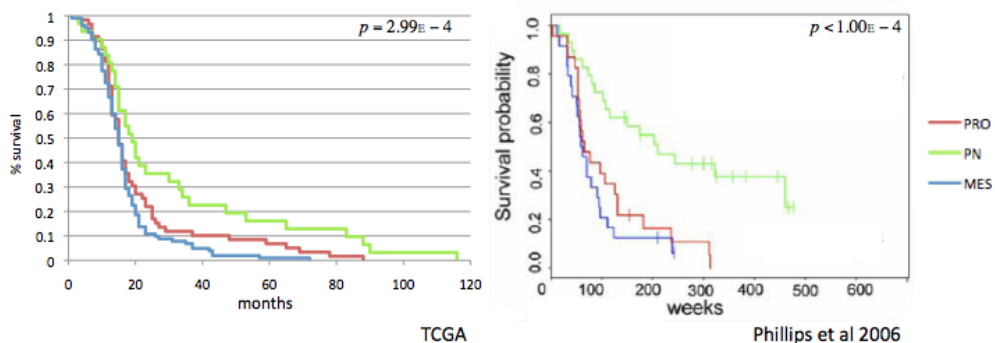 p = 2.99E − 4
% survival
1
0.9
0.8
0.7
0.6
0.5
0.4
0.3
0.2
0.1
0
0 20 40 60 80 100 120
months
TCGA
p < 1.00E − 4
Survival probability
1.0
0.8
0.6
0.4
0.2
0.0
0 100 200 300 400 500 600
weeks
Phillips et al 2006
PRO
PN
MES